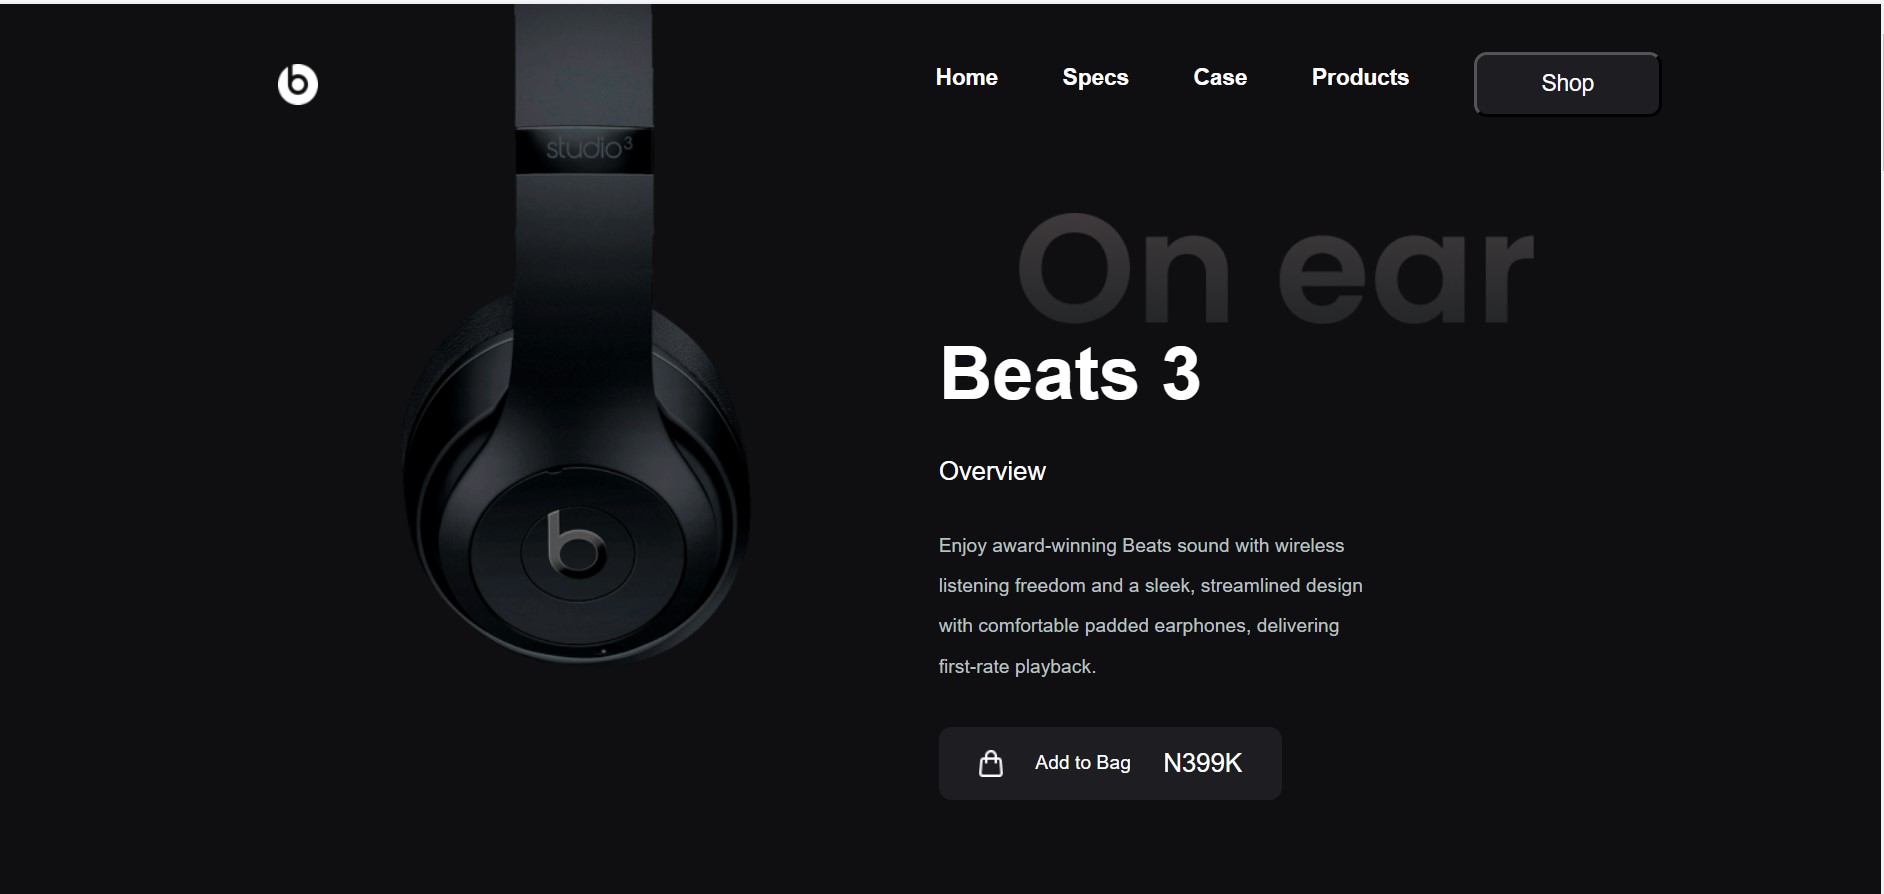 b
Home
Specs
Case
Products
Shop
studio³
On ear
Beats 3
Overview
Enjoy award-winning Beats sound with wireless
listening freedom and a sleek, streamlined design
with comfortable padded earphones, delivering
first-rate playback.
Add to Bag N399K
b